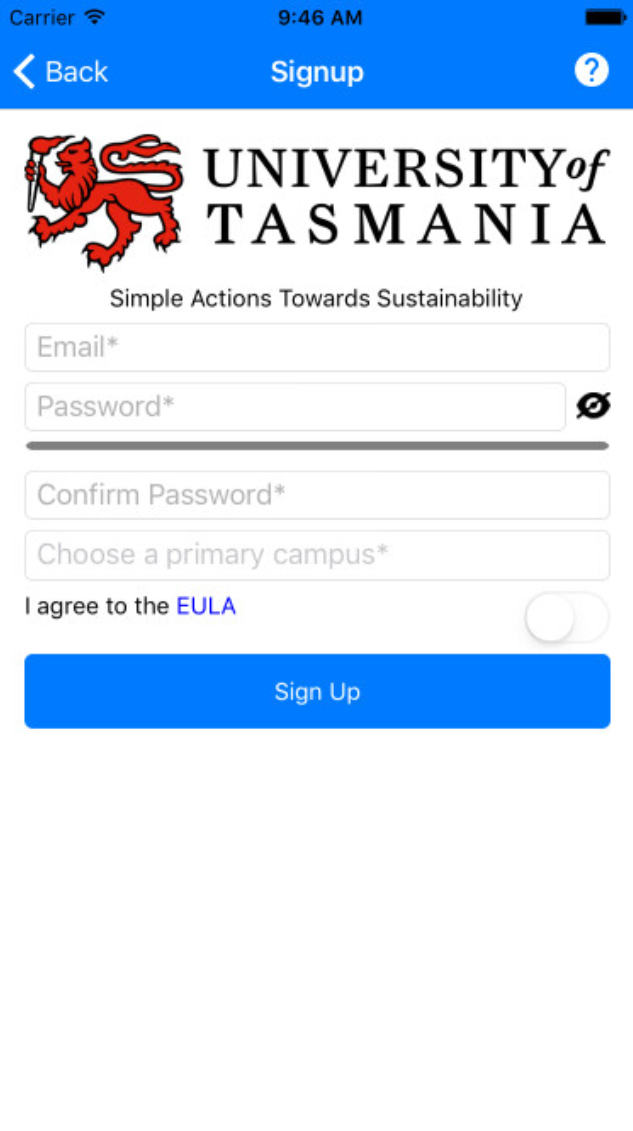 Carrier 9:46 AM
Back Signup ?
UNIVERSITY of
TASMANIA
Simple Actions Towards Sustainability
Email*
Password*
Confirm Password*
Choose a primary campus*
I agree to the EULA
Sign Up